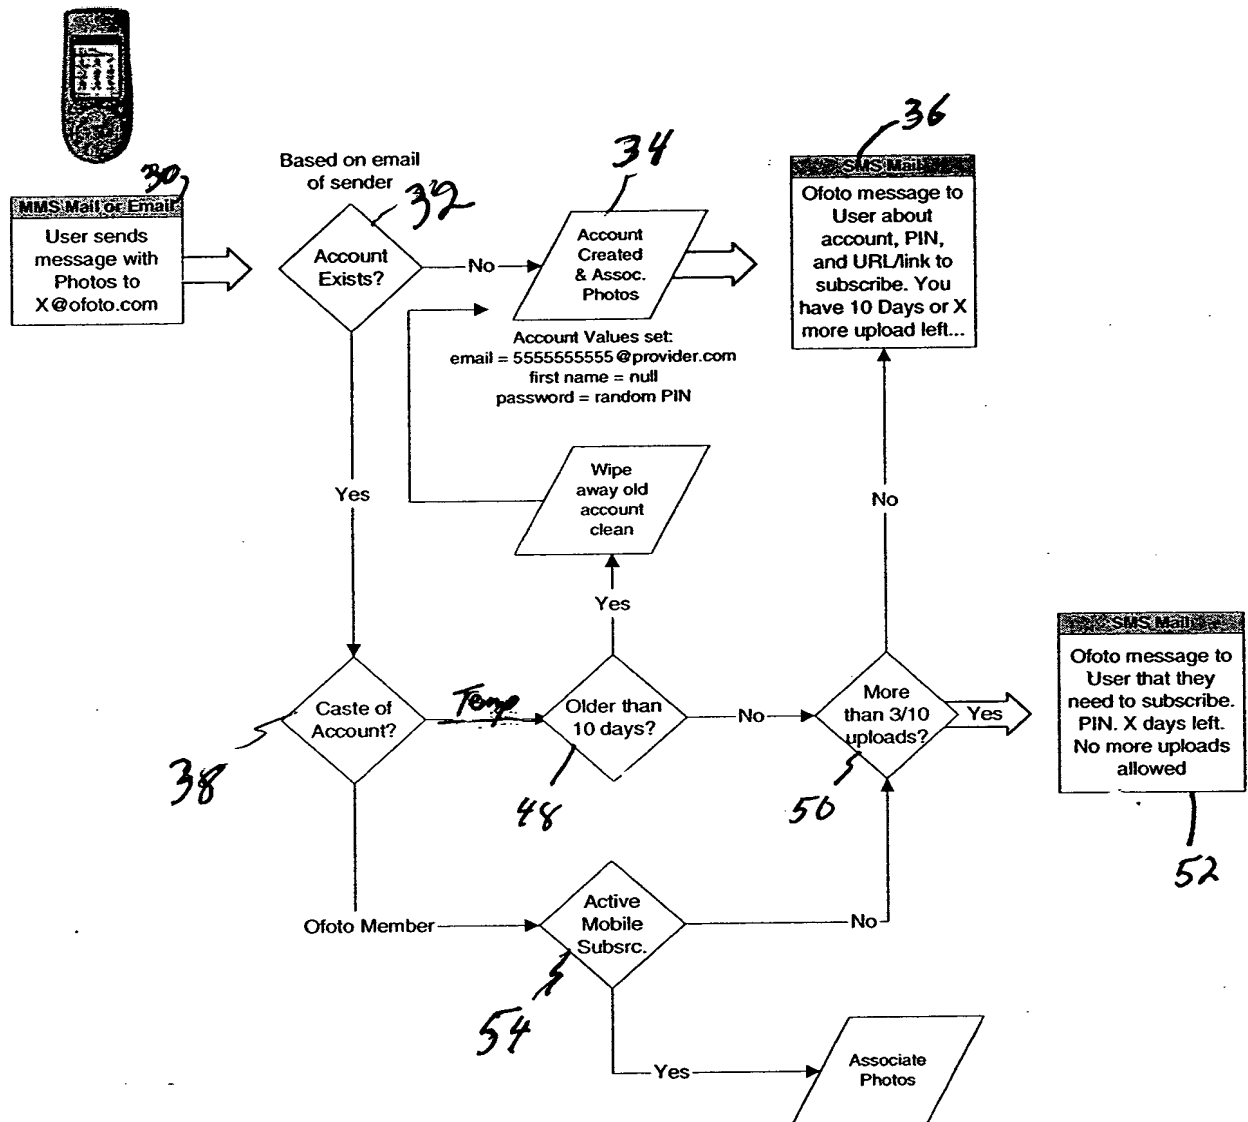 30
MMS Mail or Email
User sends
message with
Photos to
X@ofoto.com
Based on email
of sender
32
Account
Exists?
No
34
Account
Created
& Assoc.
Photos
Account Values set:
email = 5555555555@provider.com
first name = null
password = random PIN
36
SMS Mail
Ofoto message to
User about
account, PIN,
and URL/link to
subscribe. You
have 10 Days or X
more upload left...
Wipe
away old
account
clean
Yes
Yes
No
Caste of
Account?
38
Temp
Older than
10 days?
48
No
More
than 3/10
uploads?
50
Yes
SMS Mail
Ofoto message to
User that they
need to subscribe.
PIN. X days left.
No more uploads
allowed
52
Ofoto Member
Active
Mobile
Subsrc.
54
No
Yes
Associate
Photos